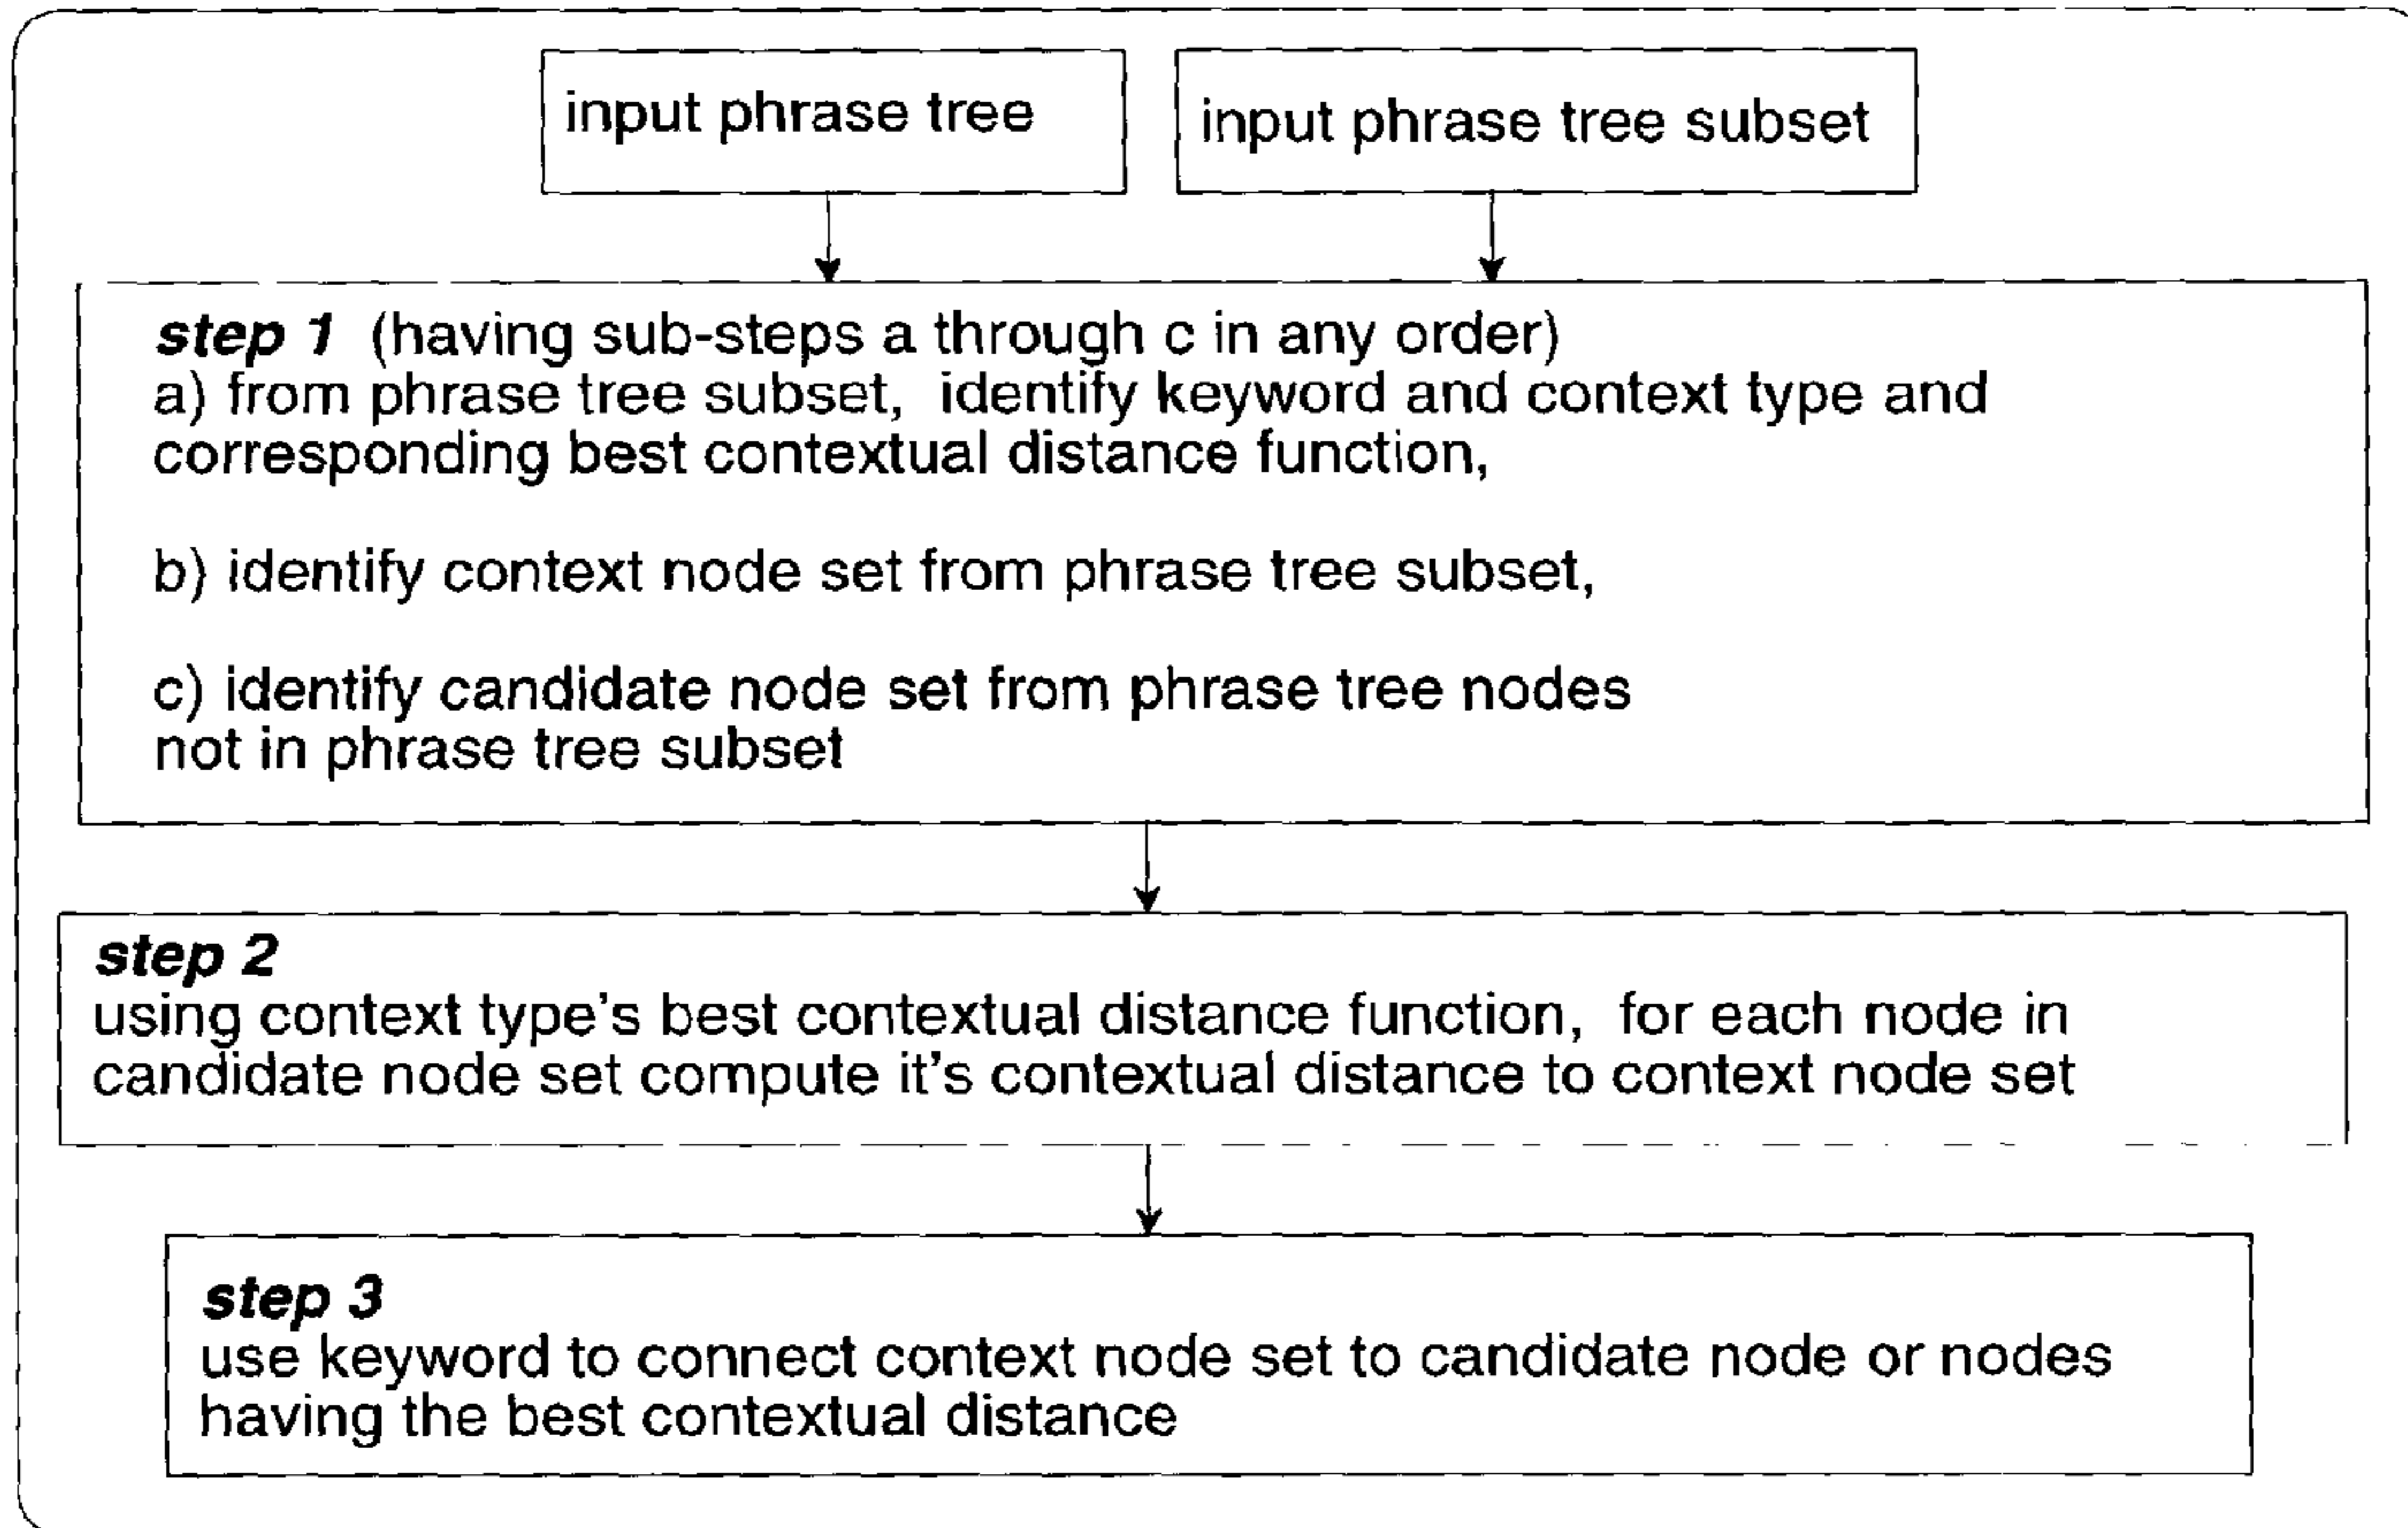 input phrase tree
input phrase tree subset
step 1 (having sub-steps a through c in any order)
a) from phrase tree subset, identify keyword and context type and
corresponding best contextual distance function,
b) identify context node set from phrase tree subset,
c) identify candidate node set from phrase tree nodes
not in phrase tree subset
step 2
using context type's best contextual distance function, for each node in
candidate node set compute it's contextual distance to context node set
step 3
use keyword to connect context node set to candidate node or nodes
having the best contextual distance